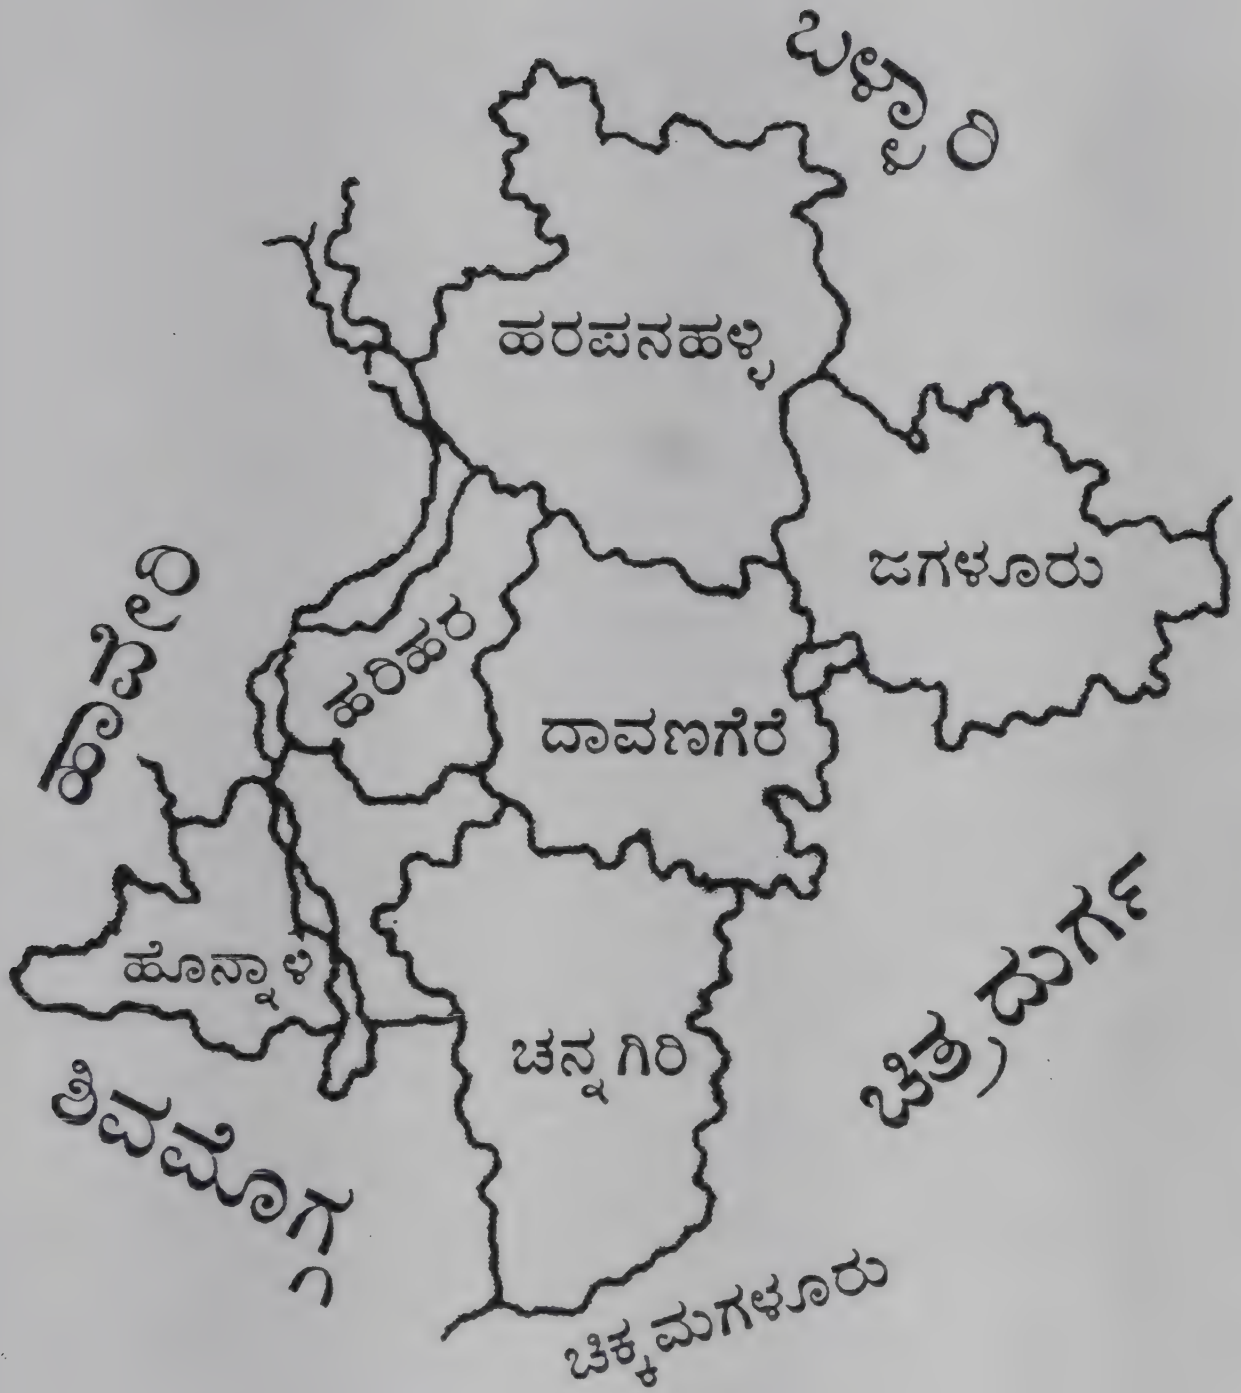 ಬಳ್ಳಾರಿ
ಹರಪನಹಳ್ಳಿ
ಜಗಳೂರು
ಹಾವೇರಿ
ಹರಿಹರ
ದಾವಣಗೆರೆ
ಹೊನ್ನಾಳಿ
ಚನ್ನಗಿರಿ
ಚಿತ್ರದುರ್ಗ
ಶಿವಮೊಗ್ಗ
ಚಿಕ್ಕಮಗಳೂರು